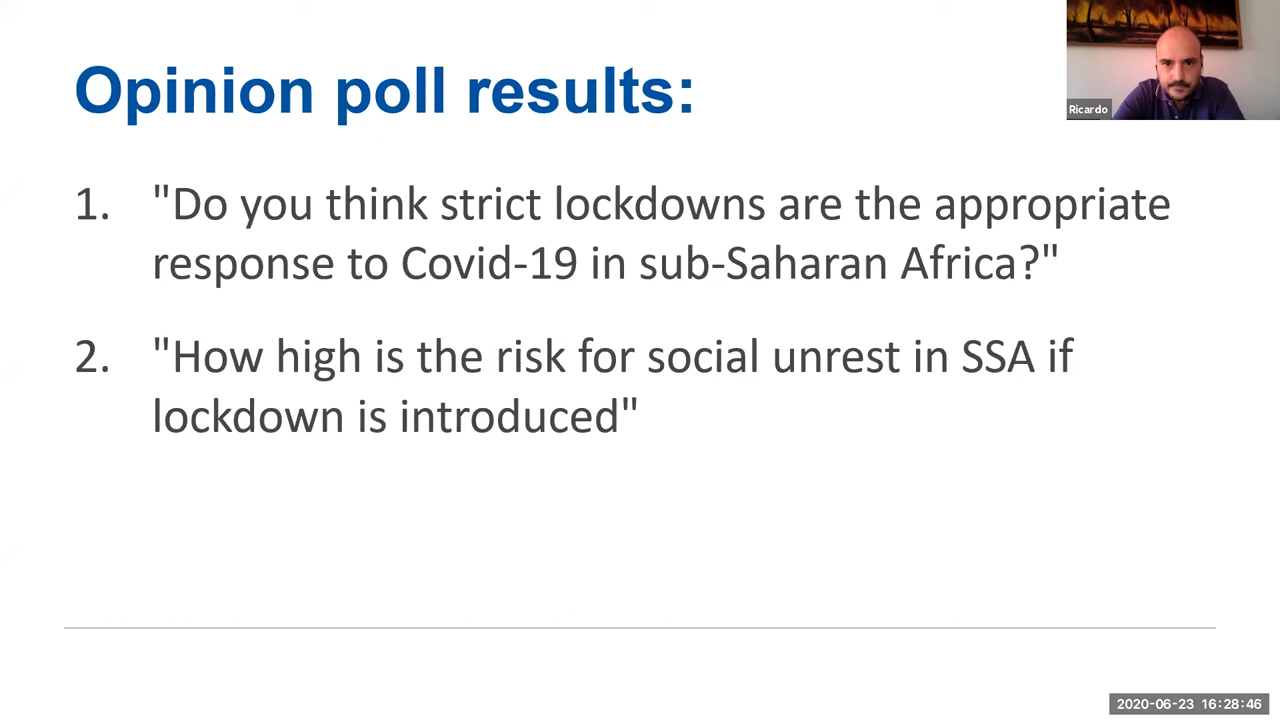 Opinion poll results:
Ricardo
1. "Do you think strict lockdowns are the appropriate
response to Covid-19 in sub-Saharan Africa?"
2. "How high is the risk for social unrest in SSA if
lockdown is introduced"
2020-06-23 16:28:46